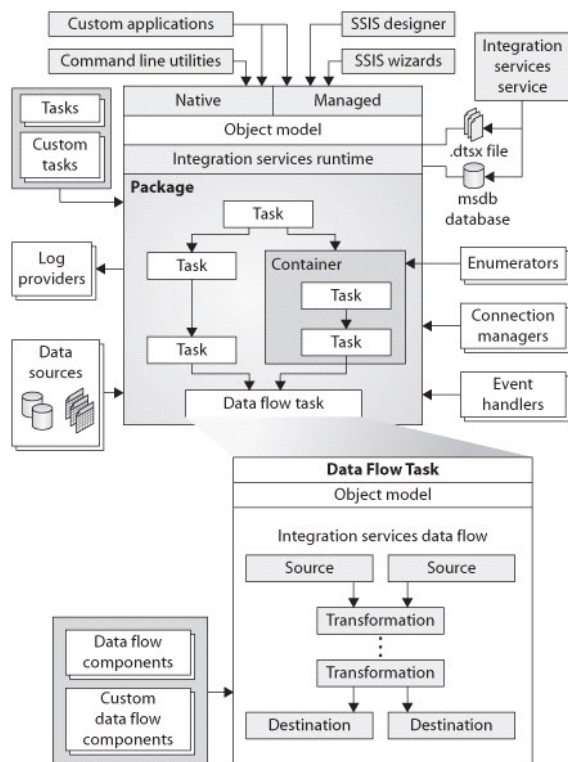 Custom applications
SSIS designer
Command line utilities
SSIS wizards
Integration
services
service
Native
Managed
Object model
Integration services runtime
Tasks
Custom
tasks
.dtsx file
msdb
database
Package
Task
Log
providers
Task
Container
Task
Task
Task
Enumerators
Connection
managers
Event
handlers
Data
sources
Data flow task
Data Flow Task
Object model
Integration services data flow
Source
Source
Transformation
Transformation
Destination
Destination
Data flow
components
Custom
data flow
components